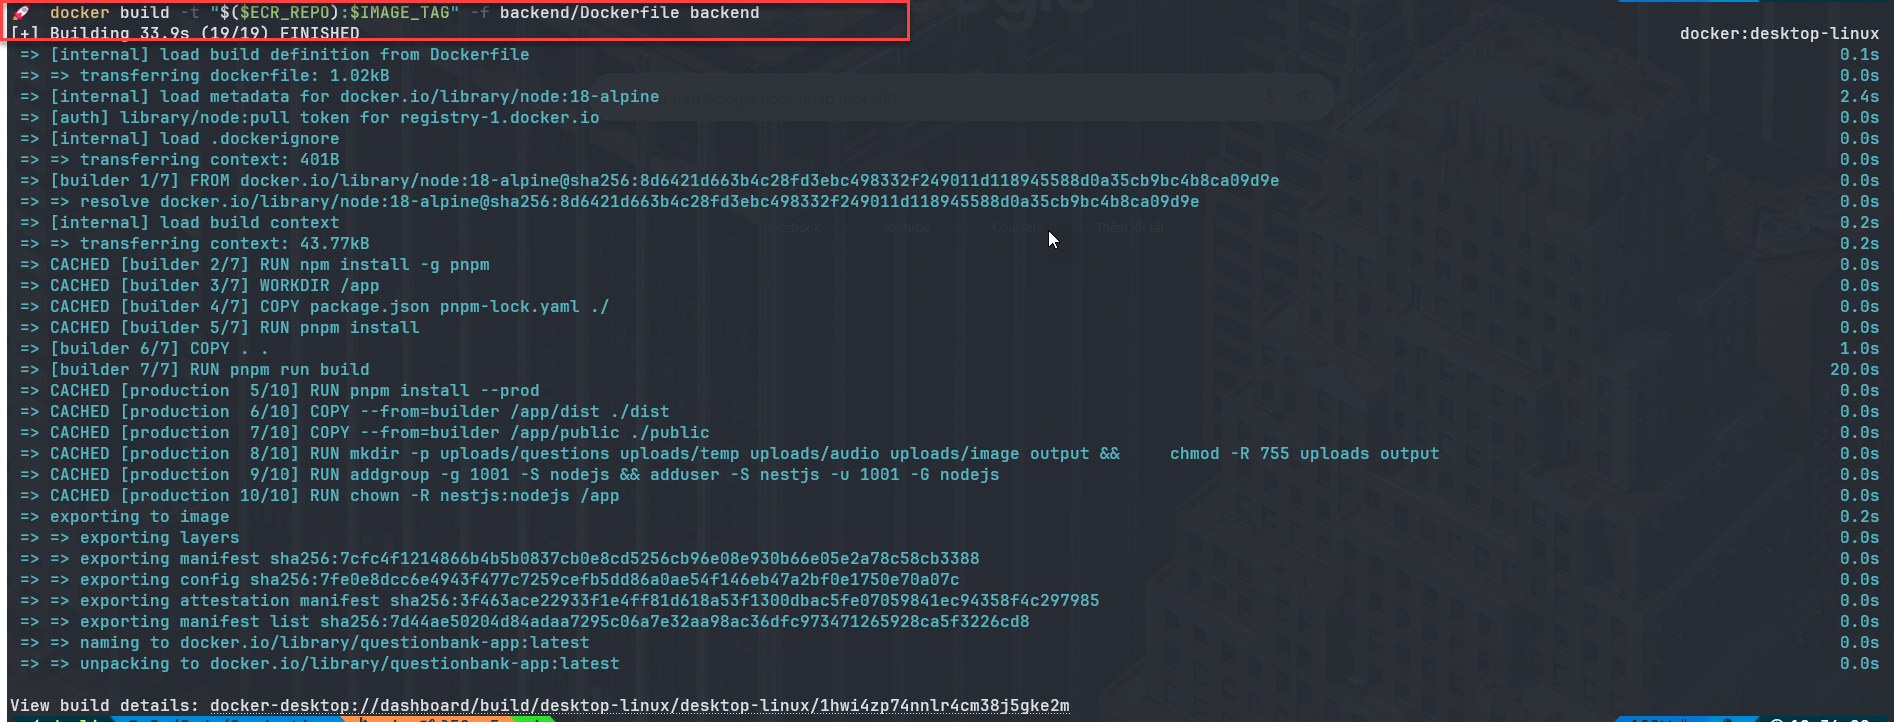 docker build -t "$($ECR_REPO):$IMAGE_TAG" -f backend/Dockerfile backend
[+] Building 33.9s (19/19) FINISHED docker:desktop-linux
=> [internal] load build definition from Dockerfile 0.1s
=> => transferring dockerfile: 1.02kB 0.0s
=> [internal] load metadata for docker.io/library/node:18-alpine 2.4s
=> [auth] library/node:pull token for registry-1.docker.io 0.0s
=> [internal] load .dockerignore 0.0s
=> => transferring context: 401B 0.0s
=> [builder 1/7] FROM docker.io/library/node:18-alpine@sha256:8d6421d663b4c28fd3ebc498332f249011d118945588d0a35cb9bc4b8ca09d9e 0.0s
=> => resolve docker.io/library/node:18-alpine@sha256:8d6421d663b4c28fd3ebc498332f249011d118945588d0a35cb9bc4b8ca09d9e 0.0s
=> [internal] load build context 0.2s
=> => transferring context: 43.77kB 0.2s
=> CACHED [builder 2/7] RUN npm install -g pnpm 0.0s
=> CACHED [builder 3/7] WORKDIR /app 0.0s
=> CACHED [builder 4/7] COPY package.json pnpm-lock.yaml ./ 0.0s
=> CACHED [builder 5/7] RUN pnpm install 0.0s
=> [builder 6/7] COPY . . 1.0s
=> [builder 7/7] RUN pnpm run build 20.0s
=> CACHED [production  5/10] RUN pnpm install --prod 0.0s
=> CACHED [production  6/10] COPY --from=builder /app/dist ./dist 0.0s
=> CACHED [production  7/10] COPY --from=builder /app/public ./public 0.0s
=> CACHED [production  8/10] RUN mkdir -p uploads/questions uploads/temp uploads/audio uploads/image output &&     chmod -R 755 uploads output 0.0s
=> CACHED [production  9/10] RUN addgroup -g 1001 -S nodejs && adduser -S nestjs -u 1001 -G nodejs 0.0s
=> CACHED [production 10/10] RUN chown -R nestjs:nodejs /app 0.0s
=> exporting to image 0.2s
=> => exporting layers 0.0s
=> => exporting manifest sha256:7cfc4f1214866b4b5b0837cb0e8cd5256cb96e08e930b66e05e2a78c58cb3388 0.0s
=> => exporting config sha256:7fe0e8dcc6e4943f477c7259cefb5dd86a0ae54f146eb47a2bf0e1750e70a07c 0.0s
=> => exporting attestation manifest sha256:3f463ace22933f1e4ff81d618a53f1300dbac5fe07059841ec94358f4c297985 0.0s
=> => exporting manifest list sha256:7d44ae50204d84adaa7295c06a7e32aa98ac36dfc973471265928ca5f3226cd8 0.0s
=> => naming to docker.io/library/questionbank-app:latest 0.0s
=> => unpacking to docker.io/library/questionbank-app:latest 0.0s
View build details: docker-desktop://dashboard/build/desktop-linux/desktop-linux/1hwi4zp74nnlr4cm38j5gke2m